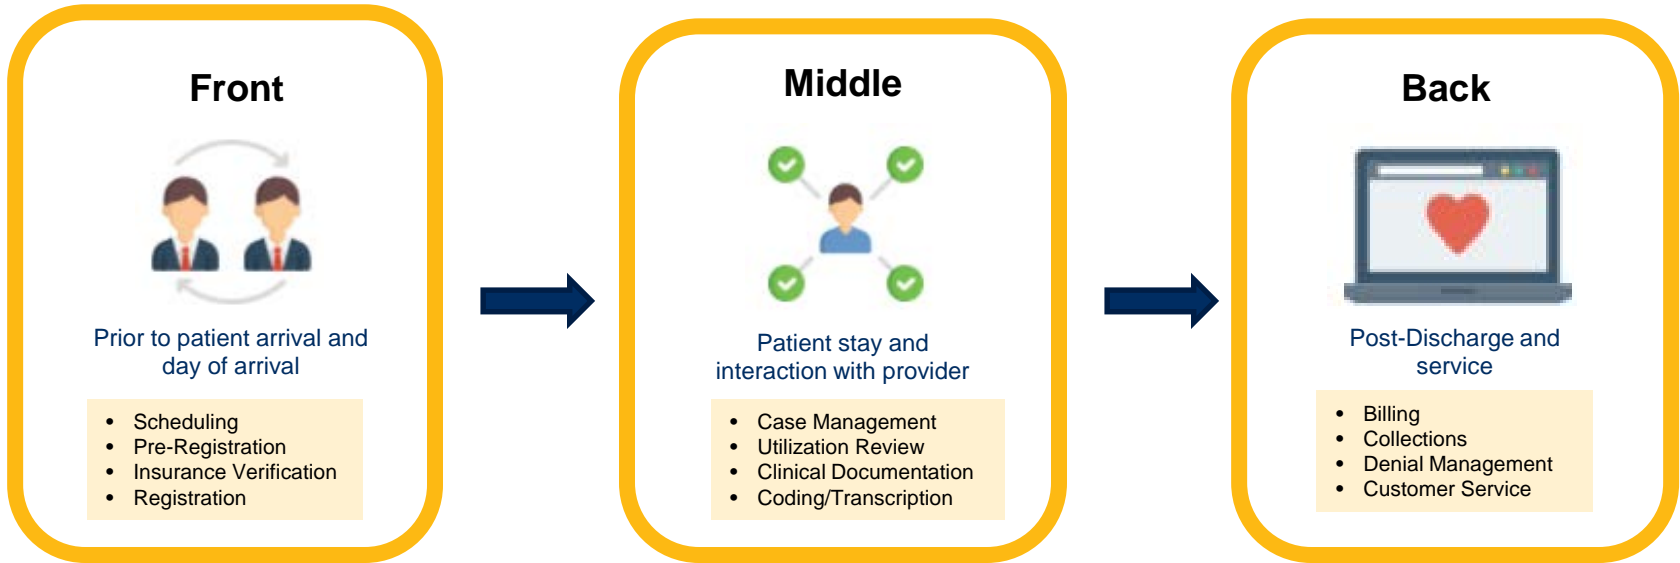 Front
Prior to patient arrival and
day of arrival
• Scheduling
• Pre-Registration
• Insurance Verification
• Registration
Middle
Patient stay and
interaction with provider
• Case Management
• Utilization Review
• Clinical Documentation
• Coding/Transcription
Back
Post-Discharge and
service
• Billing
• Collections
• Denial Management
• Customer Service